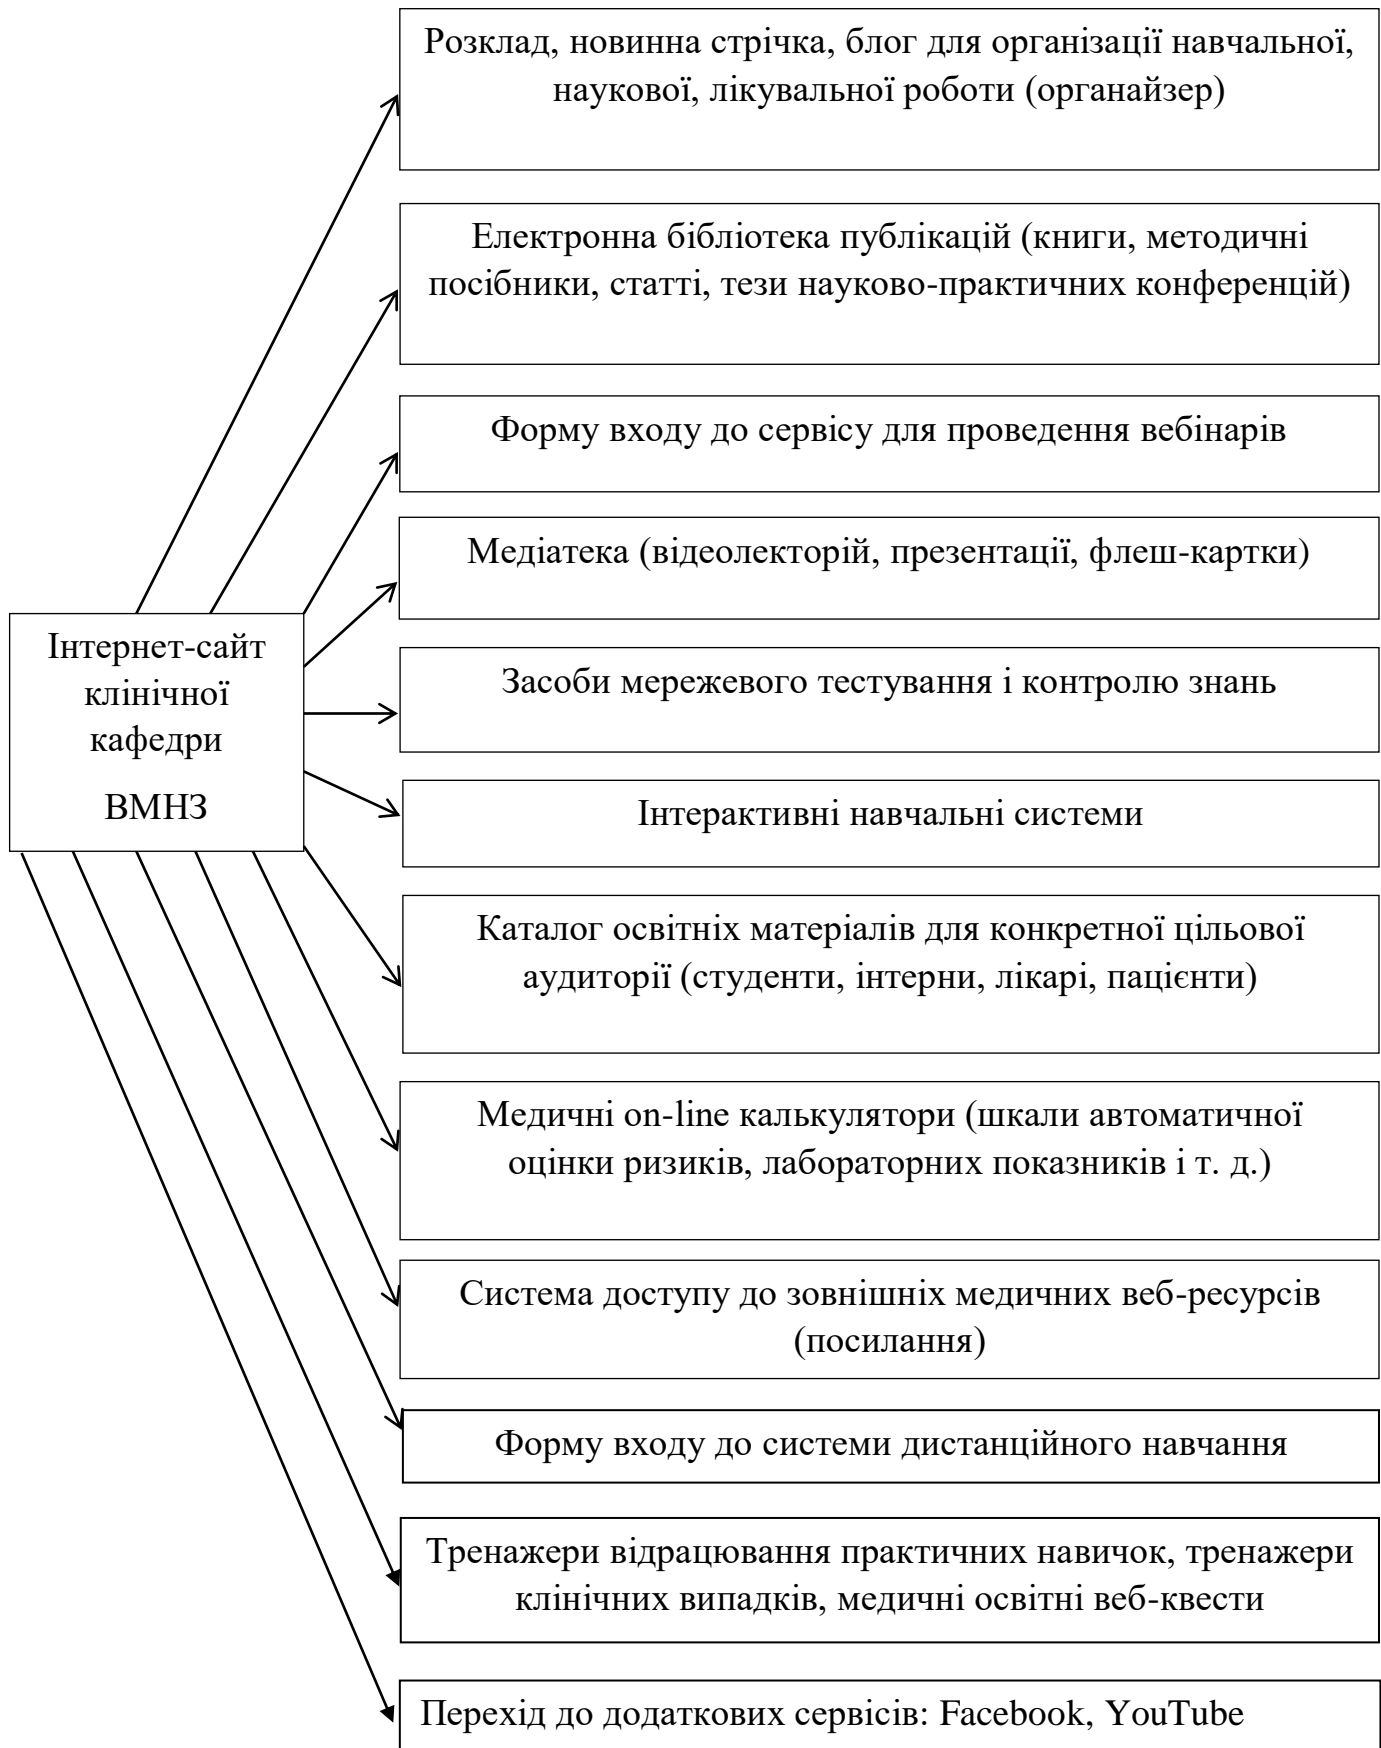 Розклад, новинна стрічка, блог для організації навчальної,
наукової, лікувальної роботи (органайзер)
Електронна бібліотека публікацій (книги, методичні
посібники, статті, тези науково-практичних конференцій)
Форму входу до сервісу для проведення вебінарів
Медіатека (відеолекторій, презентації, флеш-картки)
Інтернет-сайт
клінічної
кафедри
ВМНЗ
Засоби мережевого тестування і контролю знань
Інтерактивні навчальні системи
Каталог освітніх матеріалів для конкретної цільової
аудиторії (студенти, інтерни, лікарі, пацієнти)
Медичні on-line калькулятори (шкали автоматичної
оцінки ризиків, лабораторних показників і т. д.)
Система доступу до зовнішніх медичних веб-ресурсів
(посилання)
Форму входу до системи дистанційного навчання
Тренажери відрацювання практичних навичок, тренажери
клінічних випадків, медичні освітні веб-квести
Перехід до додаткових сервісів: Facebook, YouTube